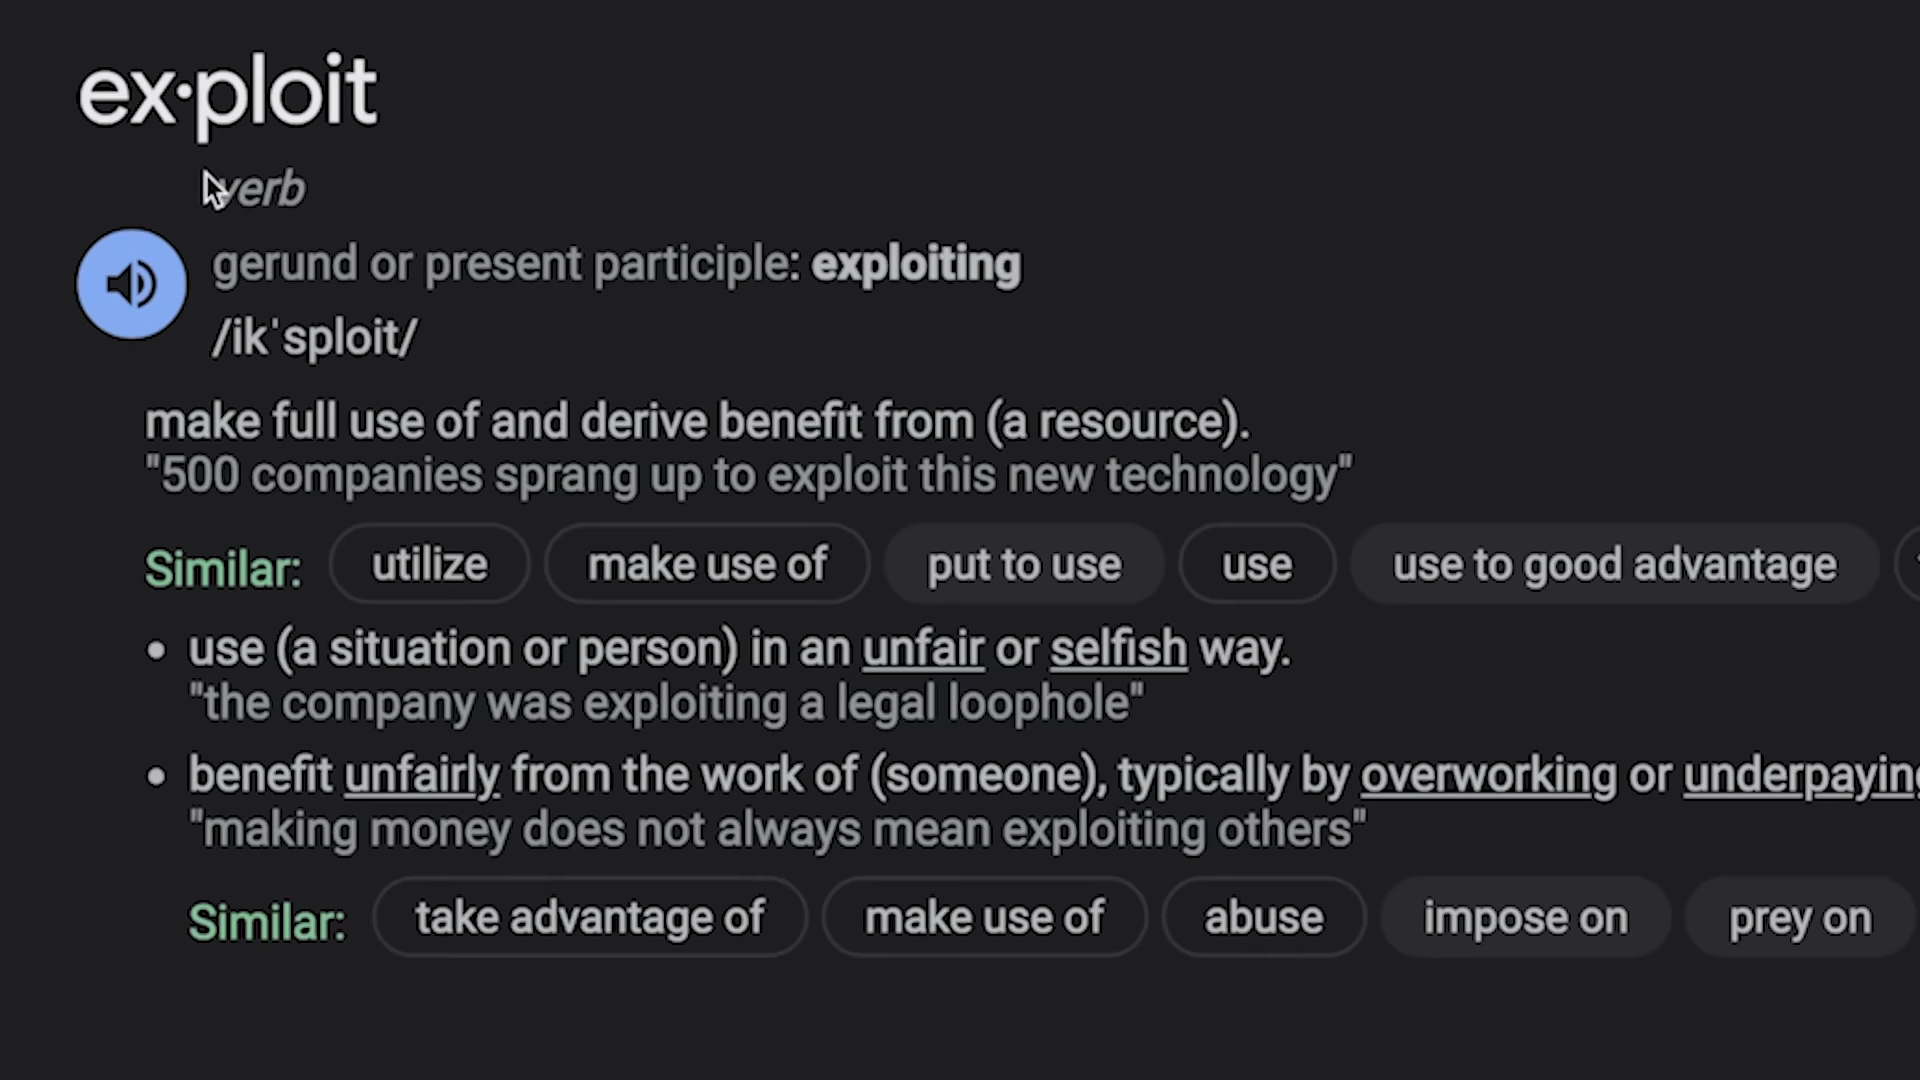 ex·ploit
verb
gerund or present participle: exploiting
/ikˈsploit/
make full use of and derive benefit from (a resource).
"500 companies sprang up to exploit this new technology"
Similar: utilize make use of put to use use use to good advantage
• use (a situation or person) in an unfair or selfish way.
"the company was exploiting a legal loophole"
• benefit unfairly from the work of (someone), typically by overworking or underpaying
"making money does not always mean exploiting others"
Similar: take advantage of make use of abuse impose on prey on